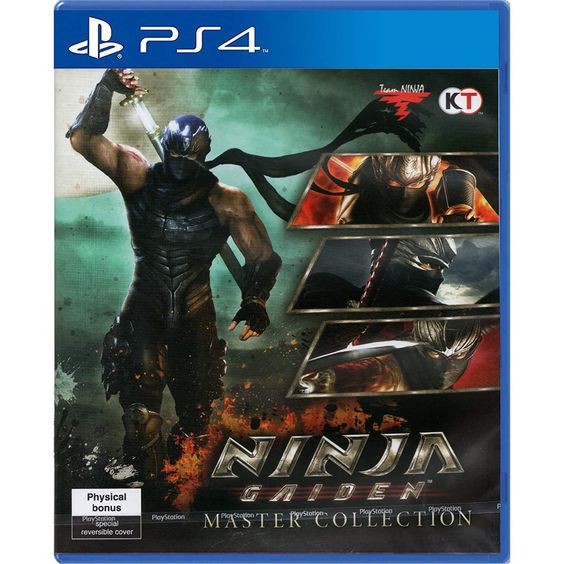 PS4
Team NINJA
KT
NINJA
GAIDEN
MASTER COLLECTION
Physical
bonus
special
reversible cover
PlayStation PlayStation PlayStation PlayStation PlayStation PlayStation